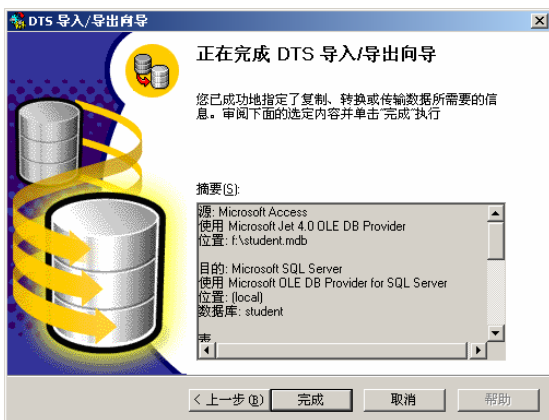 DTS 导入/导出向导
正在完成 DTS 导入/导出向导
您已成功地指定了复制、转换或传输数据所需要的信
息。审阅下面的选定内容并单击“完成”执行
摘要(S):
源: Microsoft Access
使用 Microsoft Jet 4.0 OLE DB Provider
位置: f:\student.mdb
目的: Microsoft SQL Server
使用 Microsoft OLE DB Provider for SQL Server
位置: (local)
数据库: student
< 上一步(B)
完成
取消
帮助